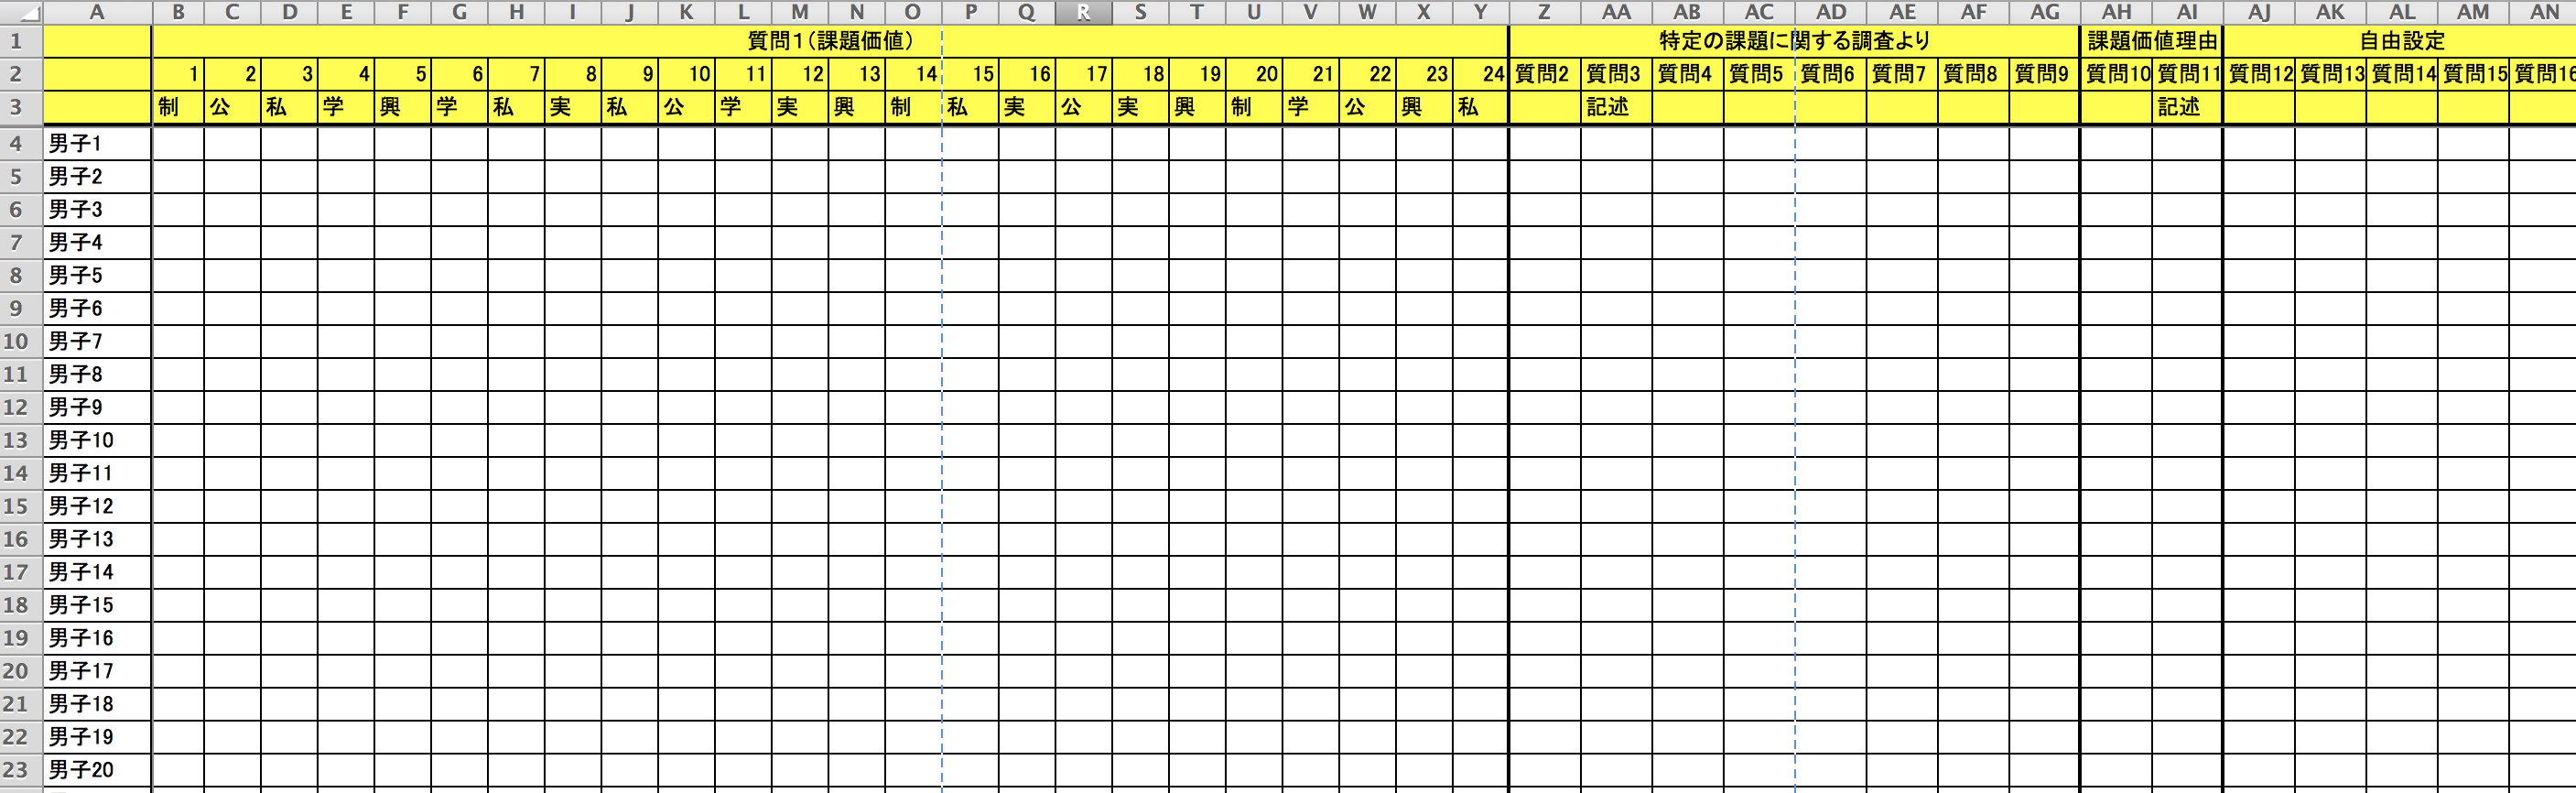 A B C D E F G H I J K L M N O P Q R S T U V W X Y Z AA AB AC AD AE AF AG AH AI AJ AK AL AM AN
1 質問1(課題価値) 特定の課題に関する調査より 課題価値理由 自由設定
2 1 2 3 4 5 6 7 8 9 10 11 12 13 14 15 16 17 18 19 20 21 22 23 24 質問2 質問3 質問4 質問5 質問6 質問7 質問8 質問9 質問10 質問11 質問12 質問13 質問14 質問15 質問16
3 制 公 私 学 興 学 私 実 私 公 学 実 興 制 私 実 公 実 興 制 学 公 興 私 記述 記述
4 男子1
5 男子2
6 男子3
7 男子4
8 男子5
9 男子6
10 男子7
11 男子8
12 男子9
13 男子10
14 男子11
15 男子12
16 男子13
17 男子14
18 男子15
19 男子16
20 男子17
21 男子18
22 男子19
23 男子20